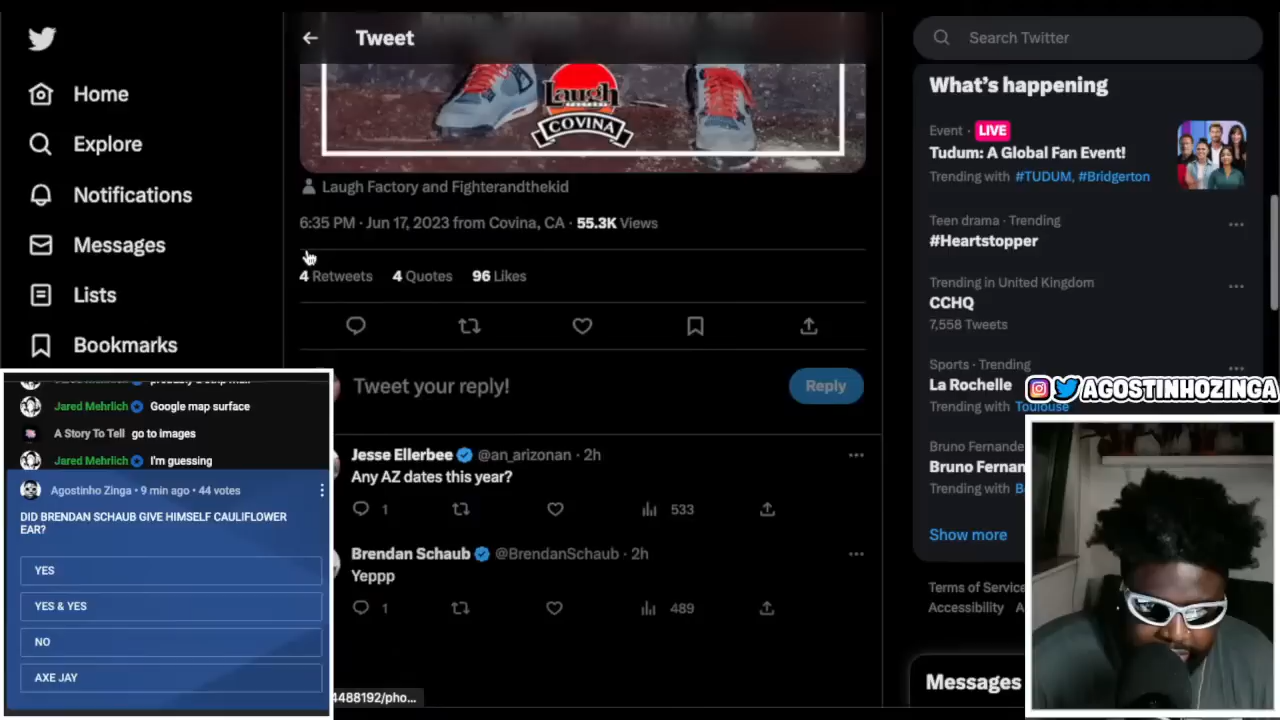 Home
Explore
Notifications
Messages
Lists
Bookmarks
Tweet
Laugh
COVINA
Laugh Factory and Fighterandthekid
6:35 PM · Jun 17, 2023 from Covina, CA · 55.3K Views
4 Retweets 4 Quotes 96 Likes
Tweet your reply!
Reply
Jesse Ellerbee @an_arizonan · 2h
Any AZ dates this year?
1 533
Brendan Schaub @BrendanSchaub · 2h
Yeppp
1 489
4488192/pho...
Search Twitter
What's happening
Event · LIVE
Tudum: A Global Fan Event!
Trending with #TUDUM, #Bridgerton
Teen drama · Trending
#Heartstopper
Trending in United Kingdom
CCHQ
7,558 Tweets
Sports · Trending
La Rochelle
Trending with Toulouse
Bruno Fernande
Bruno Fernan
Trending with B
Show more
Terms of Service
Accessibility A
Messages
AGOSTINHOZINGA
Jared Mehrlich Google map surface
A Story To Tell go to images
Jared Mehrlich I'm guessing
Agostinho Zinga · 9 min ago · 44 votes
DID BRENDAN SCHAUB GIVE HIMSELF CAULIFLOWER
EAR?
YES
YES & YES
NO
AXE JAY